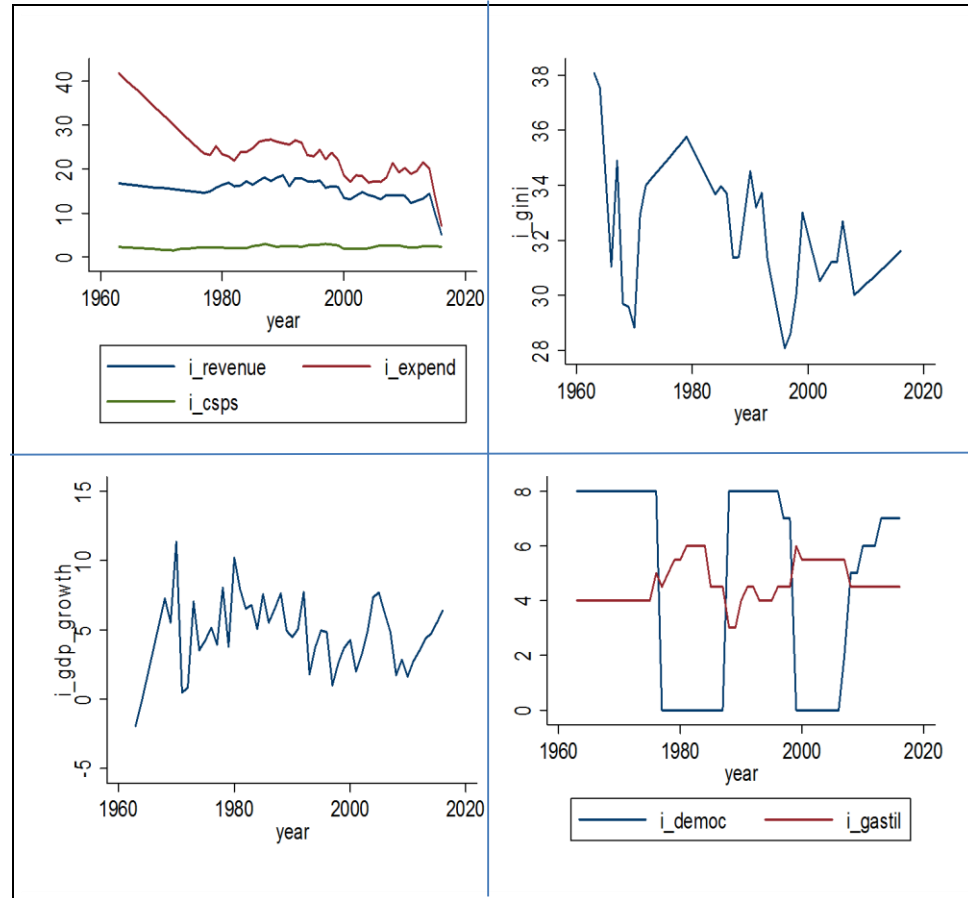 40
30
20
10
0
1960 1980 2000 2020
year
i_revenue i_expend
i_csps
38
36
34
32
30
28
i_gini
1960 1980 2000 2020
year
15
10
5
0
-5
i_gdp_growth
1960 1980 2000 2020
year
8
6
4
2
0
1960 1980 2000 2020
year
i_democ i_gastil